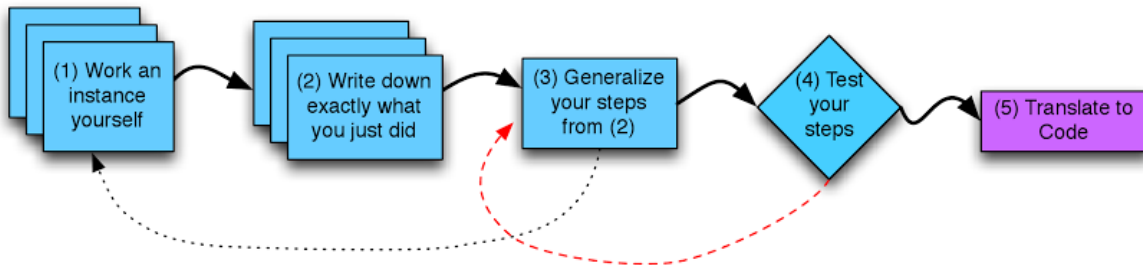 (1) Work an
instance
yourself
(2) Write down
exactly what
you just did
(3) Generalize
your steps
from (2)
(4) Test
your
steps
(5) Translate to
Code